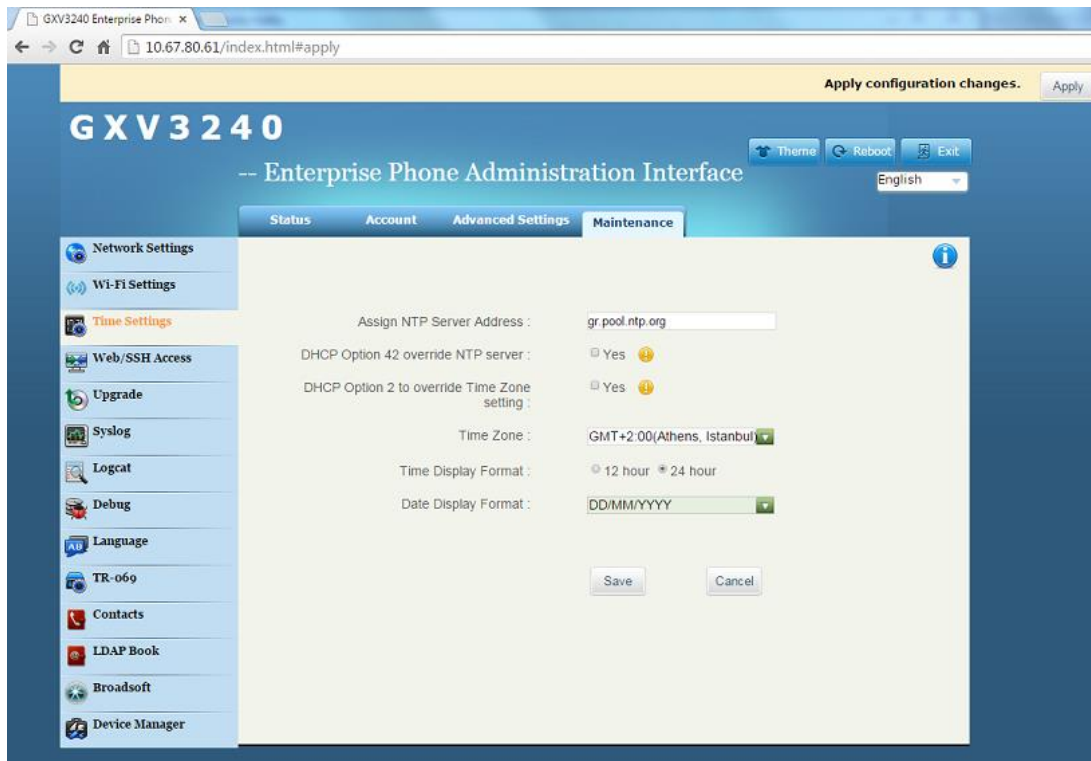 GXV3240 Enterprise Phon
10.67.80.61/index.html#apply
Apply configuration changes. Apply
GXV3240
-- Enterprise Phone Administration Interface
Theme Reboot Exit
English
Status Account Advanced Settings Maintenance
Network Settings
Wi-Fi Settings
Time Settings
Web/SSH Access
Upgrade
Syslog
Logcat
Debug
Language
TR-069
Contacts
LDAP Book
Broadsoft
Device Manager
Assign NTP Server Address : gr.pool.ntp.org
DHCP Option 42 override NTP server : Yes
DHCP Option 2 to override Time Zone
setting : Yes
Time Zone : GMT+2:00(Athens, Istanbul)
Time Display Format : 12 hour 24 hour
Date Display Format : DD/MM/YYYY
Save Cancel